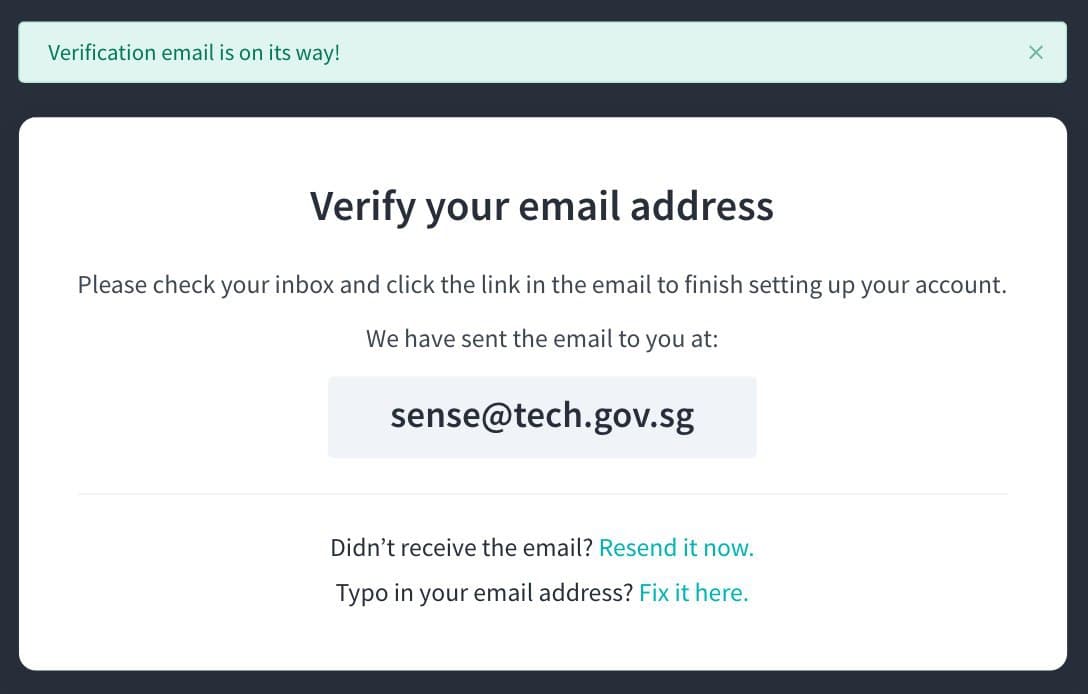 Verification email is on its way!
Verify your email address
Please check your inbox and click the link in the email to finish setting up your account.
We have sent the email to you at:
sense@tech.gov.sg
Didn’t receive the email? Resend it now.
Typo in your email address? Fix it here.